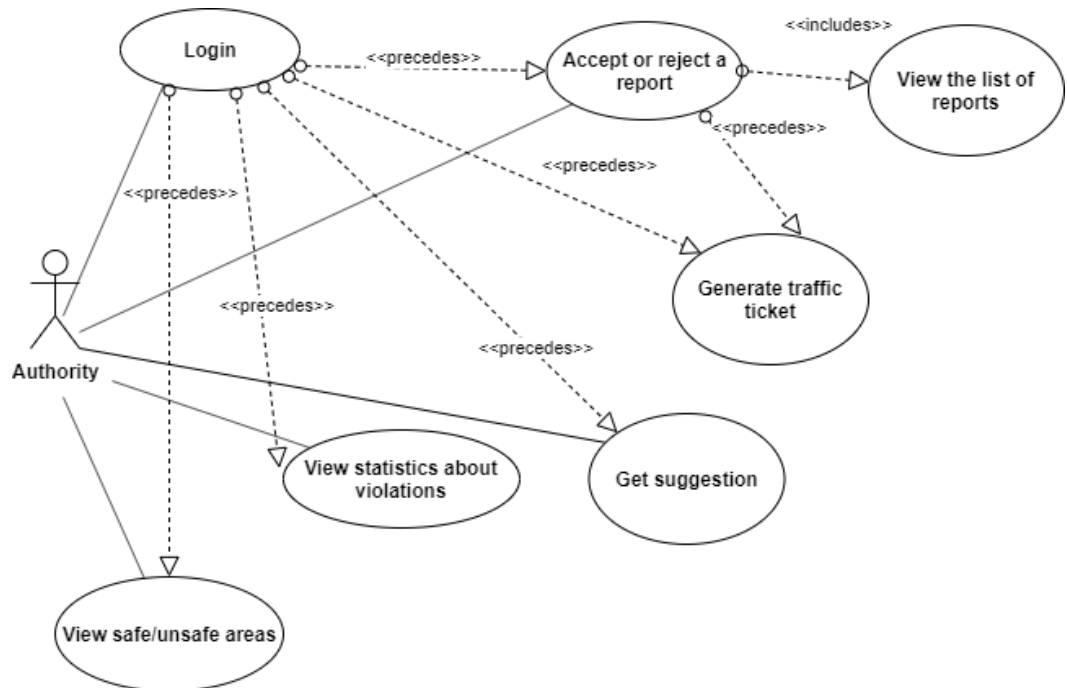 <<includes>>
Login
<<precedes>>
Accept or reject a
report
View the list of
reports
<<precedes>>
<<precedes>>
<<precedes>>
Generate traffic
ticket
<<precedes>>
<<precedes>>
Authority
View statistics about
violations
Get suggestion
View safe/unsafe areas